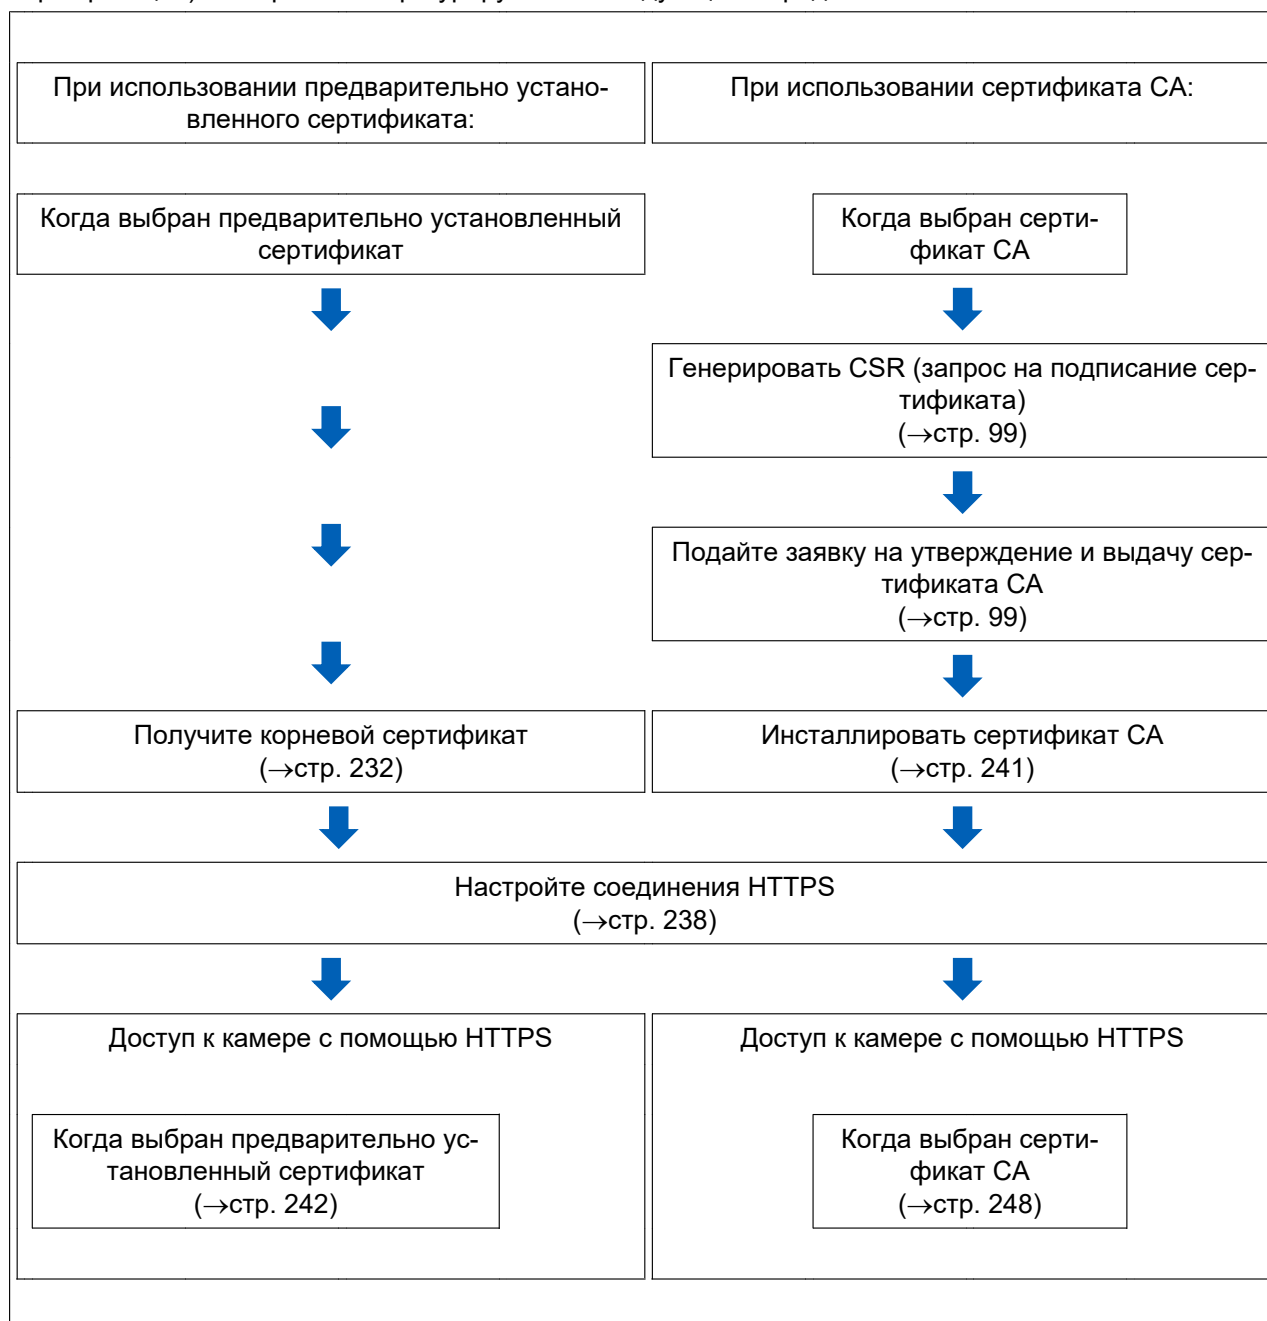 При использовании предварительно устано-
вленного сертификата:
При использовании сертификата CA:
Когда выбран предварительно установленный
сертификат
Когда выбран серти-
фикат CA
Генерировать CSR (запрос на подписание сер-
тификата)
(→стр. 99)
Подайте заявку на утверждение и выдачу сер-
тификата CA
(→стр. 99)
Получите корневой сертификат
(→стр. 232)
Инсталлировать сертификат CA
(→стр. 241)
Настройте соединения HTTPS
(→стр. 238)
Доступ к камере с помощью HTTPS
Когда выбран предварительно ус-
тановленный сертификат
(→стр. 242)
Доступ к камере с помощью HTTPS
Когда выбран серти-
фикат CA
(→стр. 248)